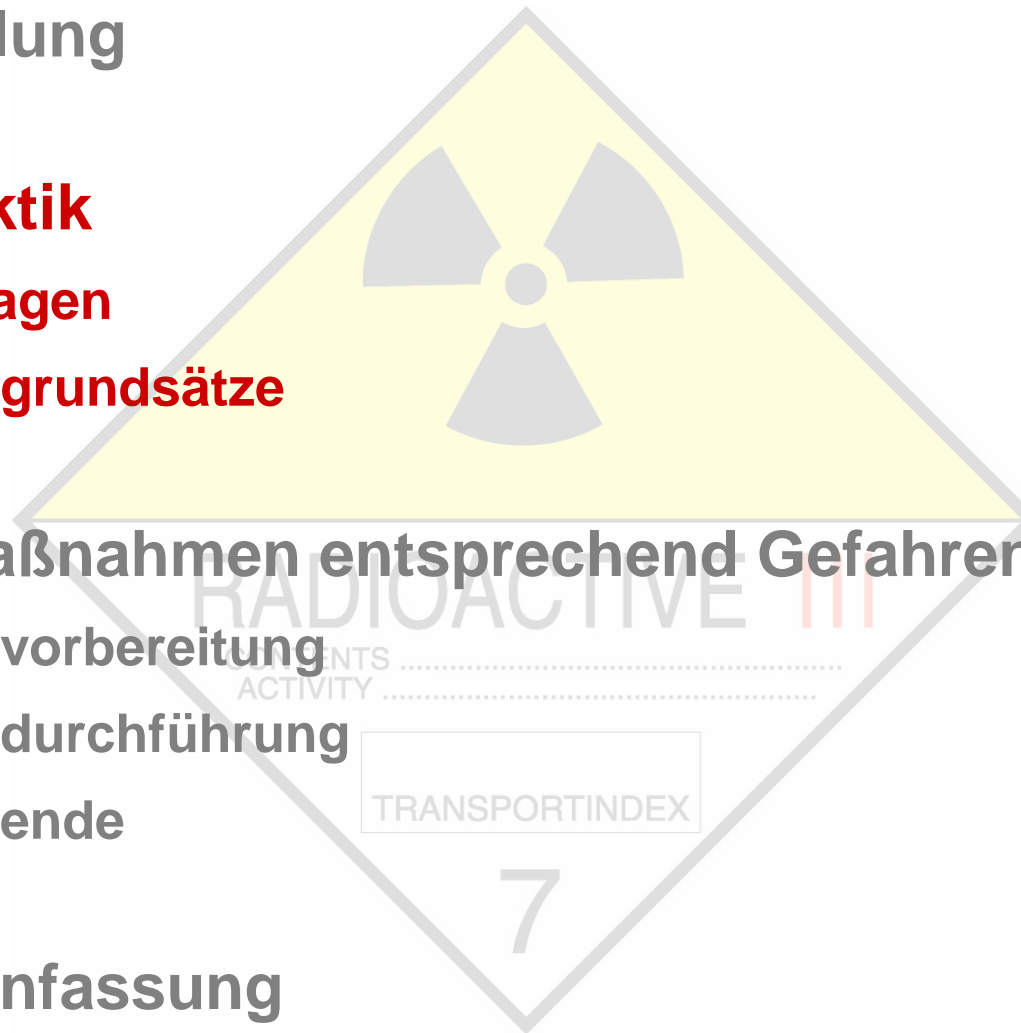 lung
ktik
agen
grundsätze
aßnahmen entsprechend Gefahren
RADIOACTIVE III
vorbereitung
CONTENTS ................................................
ACTIVITY ................................................
durchführung
TRANSPORTINDEX
ende
7
nfassung